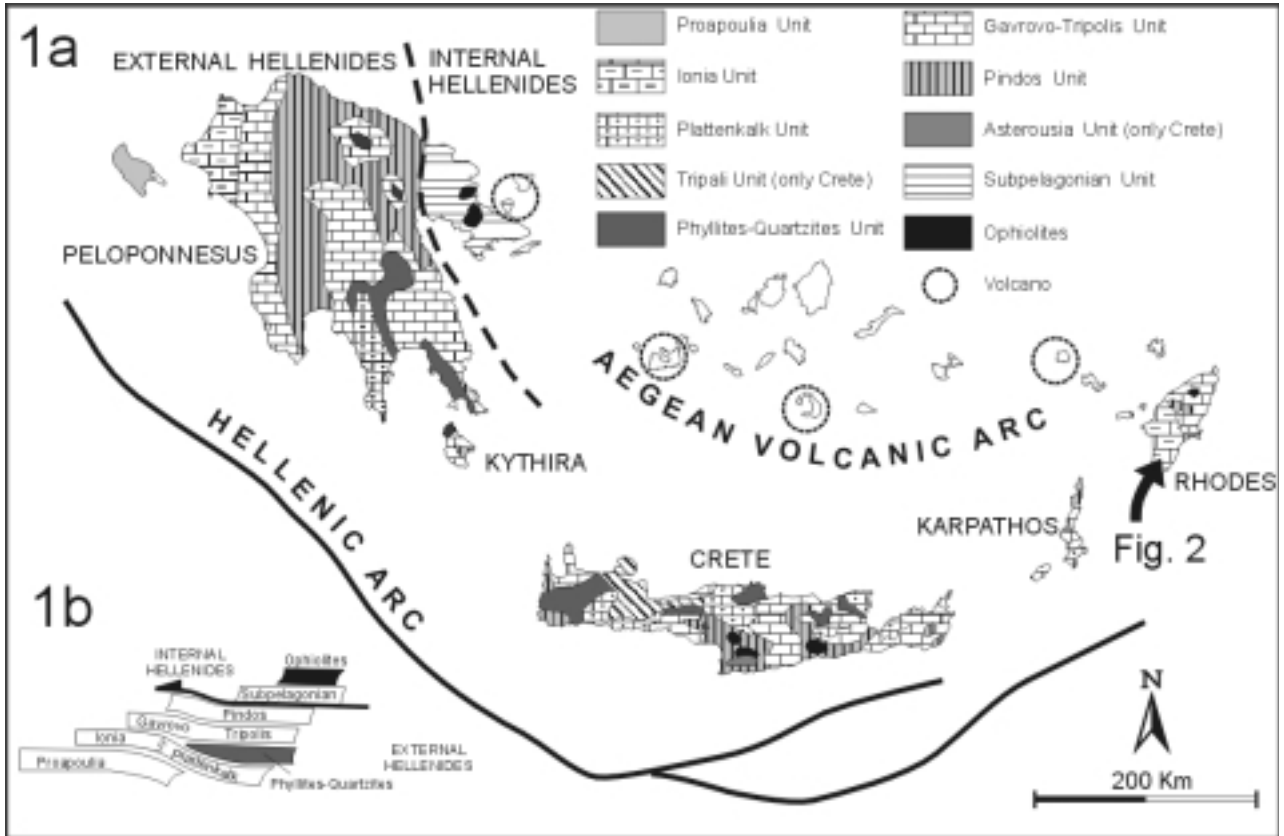 1a
EXTERNAL HELLENIDES
INTERNAL
HELLENIDES
PELOPONNESUS
KYTHIRA
HELLENIC ARC
AEGEAN VOLCANIC ARC
CRETE
KARPATHOS
RHODES
Fig. 2
Proapoulia Unit
Ionia Unit
Plattenkalk Unit
Tripali Unit (only Crete)
Phyllites-Quartzites Unit
Gavrovo-Tripolis Unit
Pindos Unit
Asterousia Unit (only Crete)
Subpelagonian Unit
Ophiolites
Volcano
1b
INTERNAL
HELLENIDES
Ophiolites
Subpelagonian
Pindos
Gavrovo Tripolis
Ionia
Plattenkalk
Proapoulia
EXTERNAL
HELLENIDES
Phyllites-Quartzites
N
200 Km